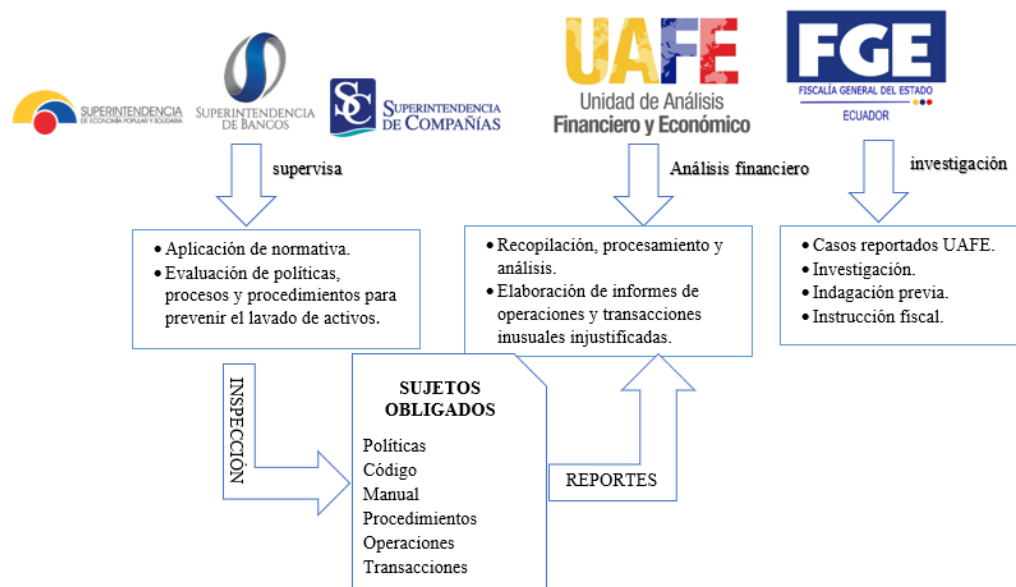 SUPERINTENDENCIA
DE ECONOMÍA POPULAR Y SOLIDARIA
SUPERINTENDENCIA
DE BANCOS
SC
SUPERINTENDENCIA
DE COMPAÑÍAS
UAFE
Unidad de Análisis
Financiero y Económico
FGE
FISCALÍA GENERAL DEL ESTADO
ECUADOR
supervisa
Análisis financiero
investigación
• Aplicación de normativa.
• Evaluación de políticas,
procesos y procedimientos para
prevenir el lavado de activos.
• Recopilación, procesamiento y
análisis.
• Elaboración de informes de
operaciones y transacciones
inusuales injustificadas.
• Casos reportados UAFE.
• Investigación.
• Indagación previa.
• Instrucción fiscal.
INSPECCIÓN
SUJETOS
OBLIGADOS
Políticas
Código
Manual
Procedimientos
Operaciones
Transacciones
REPORTES